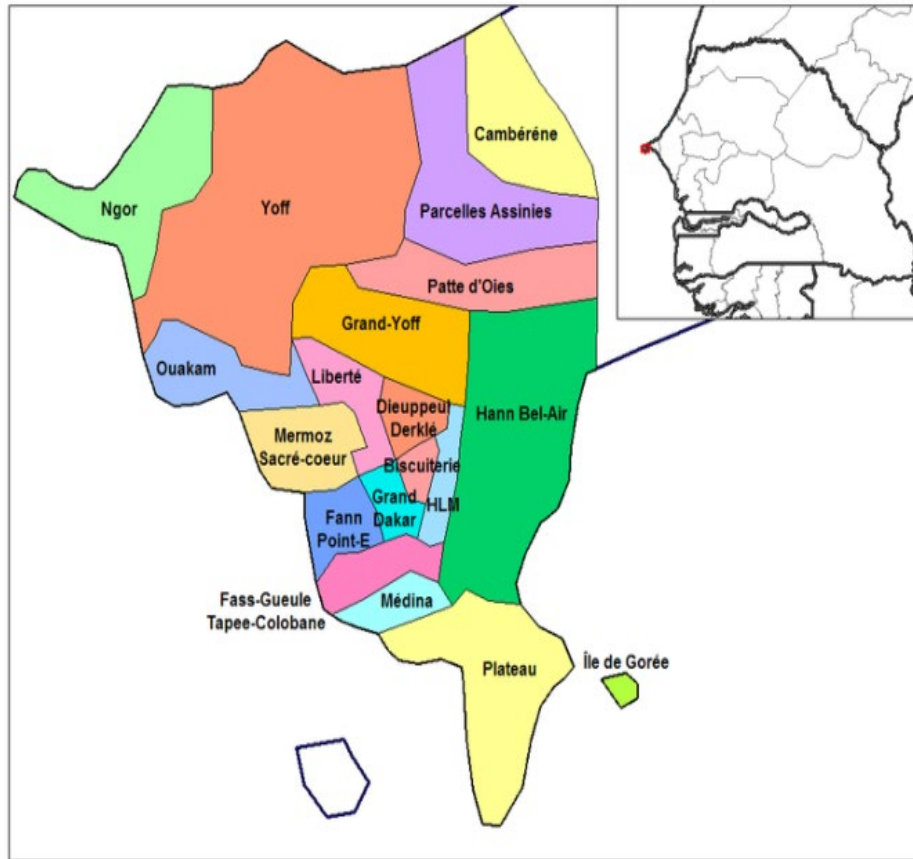 Cambéréne
Ngor
Yoff
Parcelles Assinies
Patte d'Oies
Grand-Yoff
Ouakam
Liberté
Dieuppeul
Derklé
Hann Bel-Air
Mermoz
Sacré-coeur
Biscuiterie
Grand
Dakar
HLM
Fann
Point-E
Fass-Gueule
Tapee-Colobane
Médina
Plateau
Île de Gorée